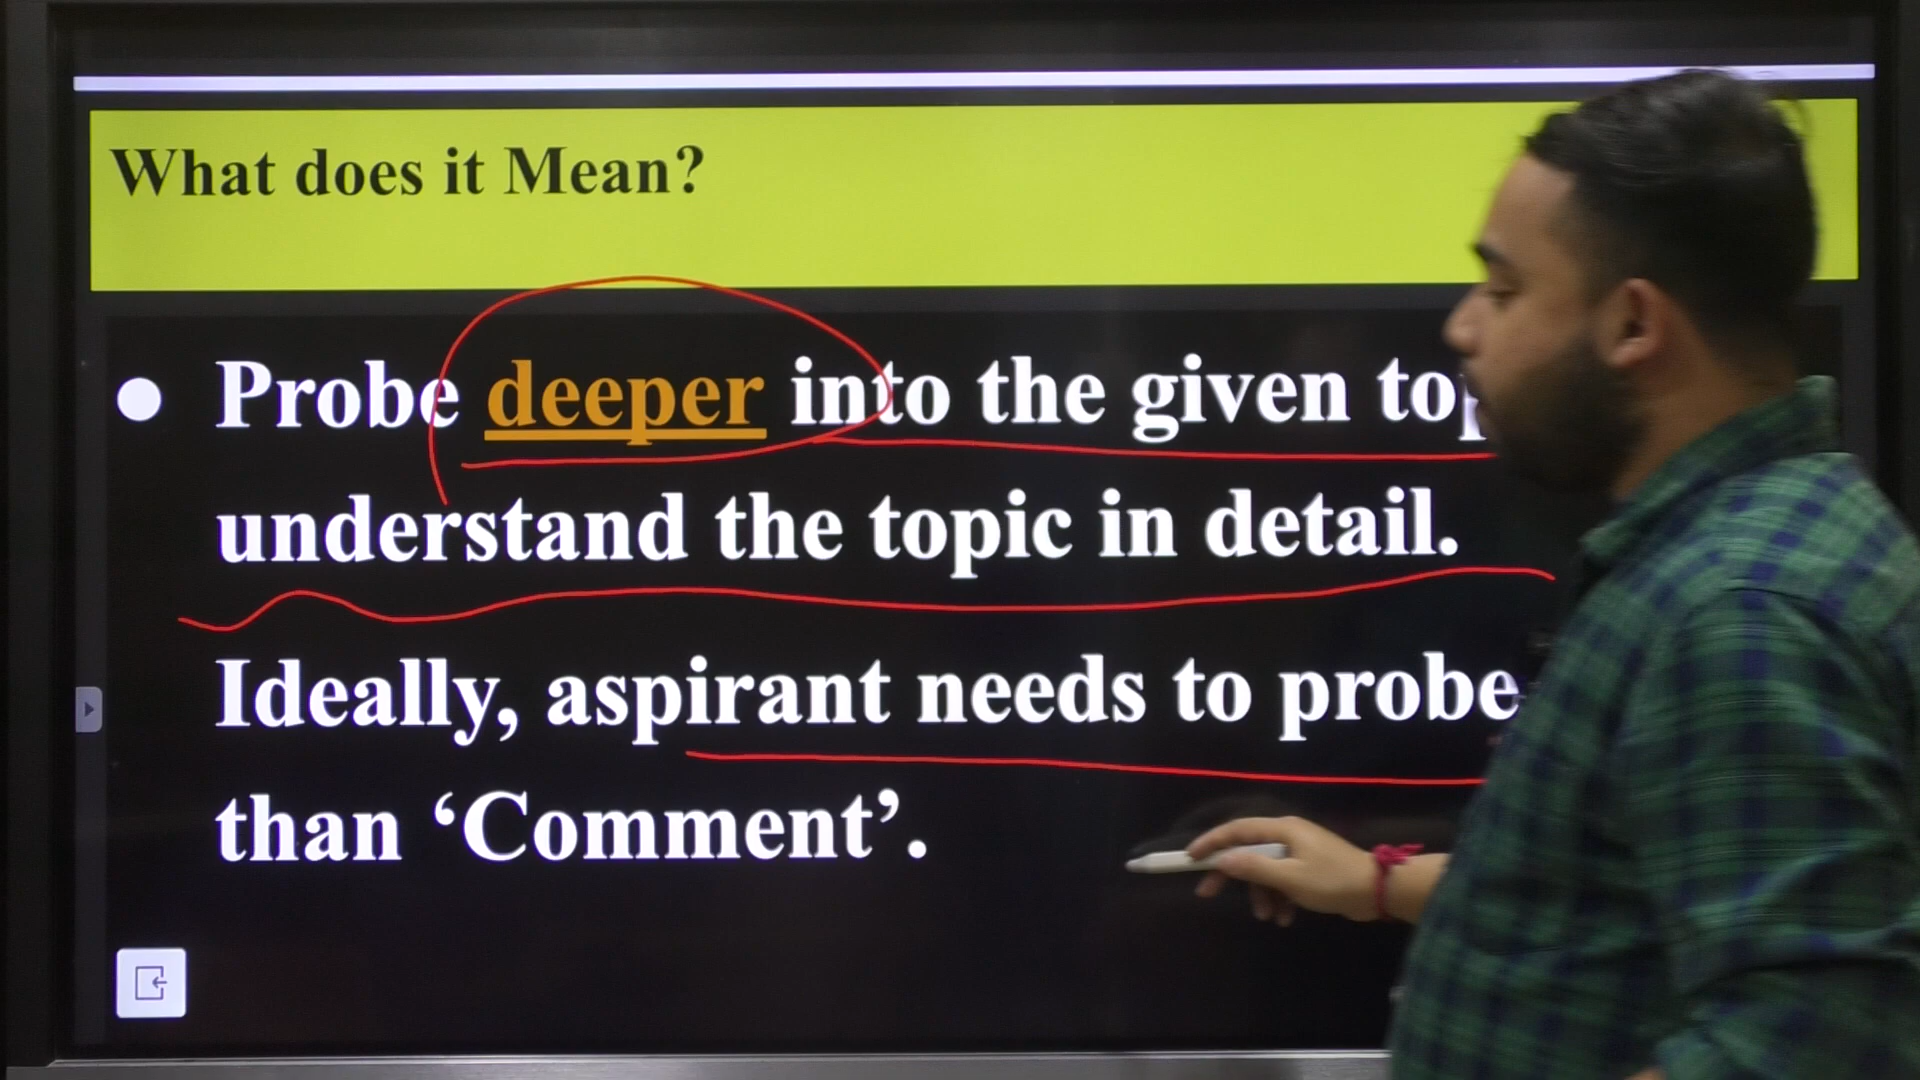 What does it Mean?
Probe deeper into the given
understand the topic in detail.
Ideally, aspirant needs to probe
than ‘Comment’.